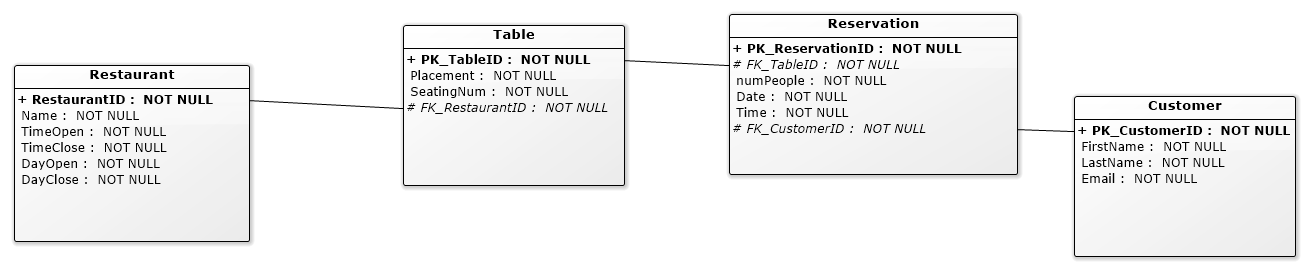 Restaurant
+ RestaurantID : NOT NULL
Name : NOT NULL
TimeOpen : NOT NULL
TimeClose : NOT NULL
DayOpen : NOT NULL
DayClose : NOT NULL
Table
+ PK_TableID : NOT NULL
Placement : NOT NULL
SeatingNum : NOT NULL
# FK_RestaurantID : NOT NULL
Reservation
+ PK_ReservationID : NOT NULL
# FK_TableID : NOT NULL
numPeople : NOT NULL
Date : NOT NULL
Time : NOT NULL
# FK_CustomerID : NOT NULL
Customer
+ PK_CustomerID : NOT NULL
FirstName : NOT NULL
LastName : NOT NULL
Email : NOT NULL